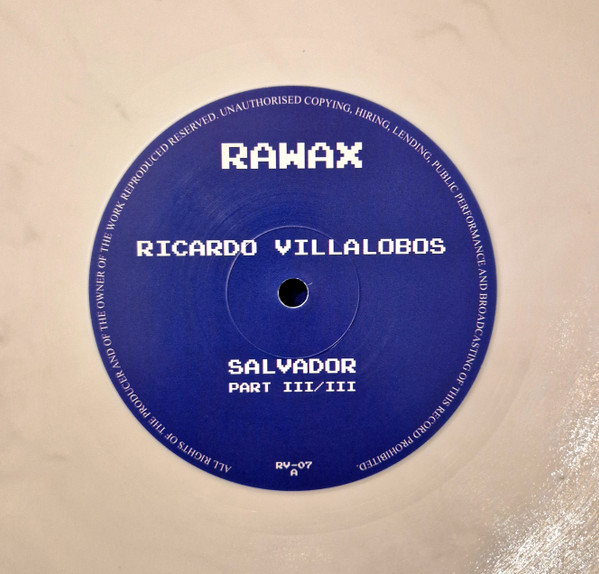 ALL RIGHTS OF THE PRODUCER AND OF THE OWNER OF THE WORK REPRODUCED RESERVED. UNAUTHORISED COPYING, HIRING, LENDING, PUBLIC PERFORMANCE AND BROADCASTING OF THIS RECORD PROHIBITED.
RAWAX
RICARDO VILLALOBOS
SALVADOR
PART III/III
RV-07
A